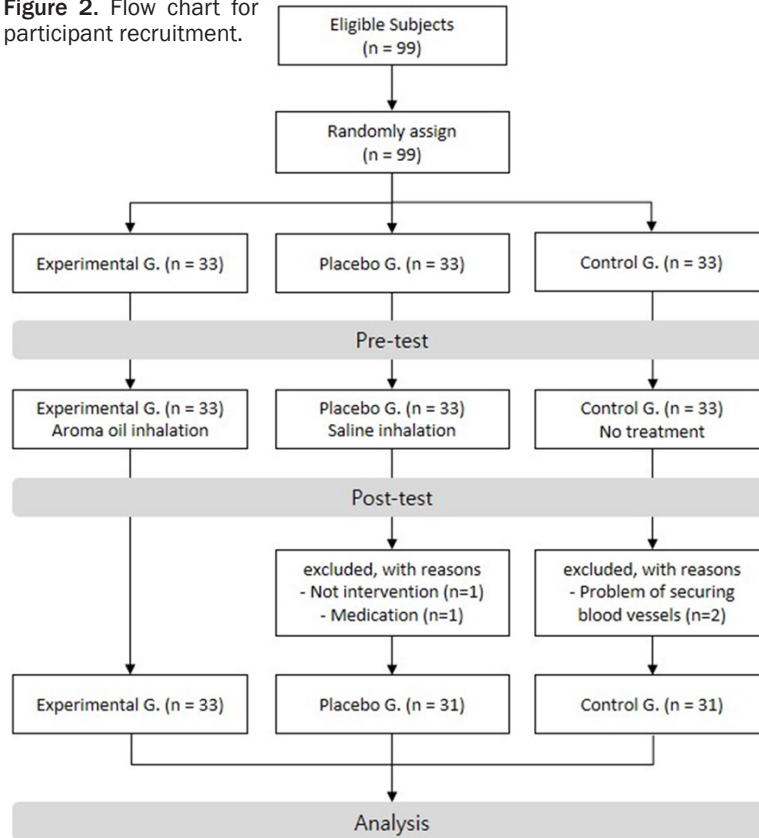 Figure 2. Flow chart for
participant recruitment.
Eligible Subjects
(n = 99)
Randomly assign
(n = 99)
Experimental G. (n = 33)
Placebo G. (n = 33)
Control G. (n = 33)
Pre-test
Experimental G. (n = 33)
Aroma oil inhalation
Placebo G. (n = 33)
Saline inhalation
Control G. (n = 33)
No treatment
Post-test
excluded, with reasons
- Not intervention (n=1)
- Medication (n=1)
excluded, with reasons
- Problem of securing
blood vessels (n=2)
Experimental G. (n = 33)
Placebo G. (n = 31)
Control G. (n = 31)
Analysis